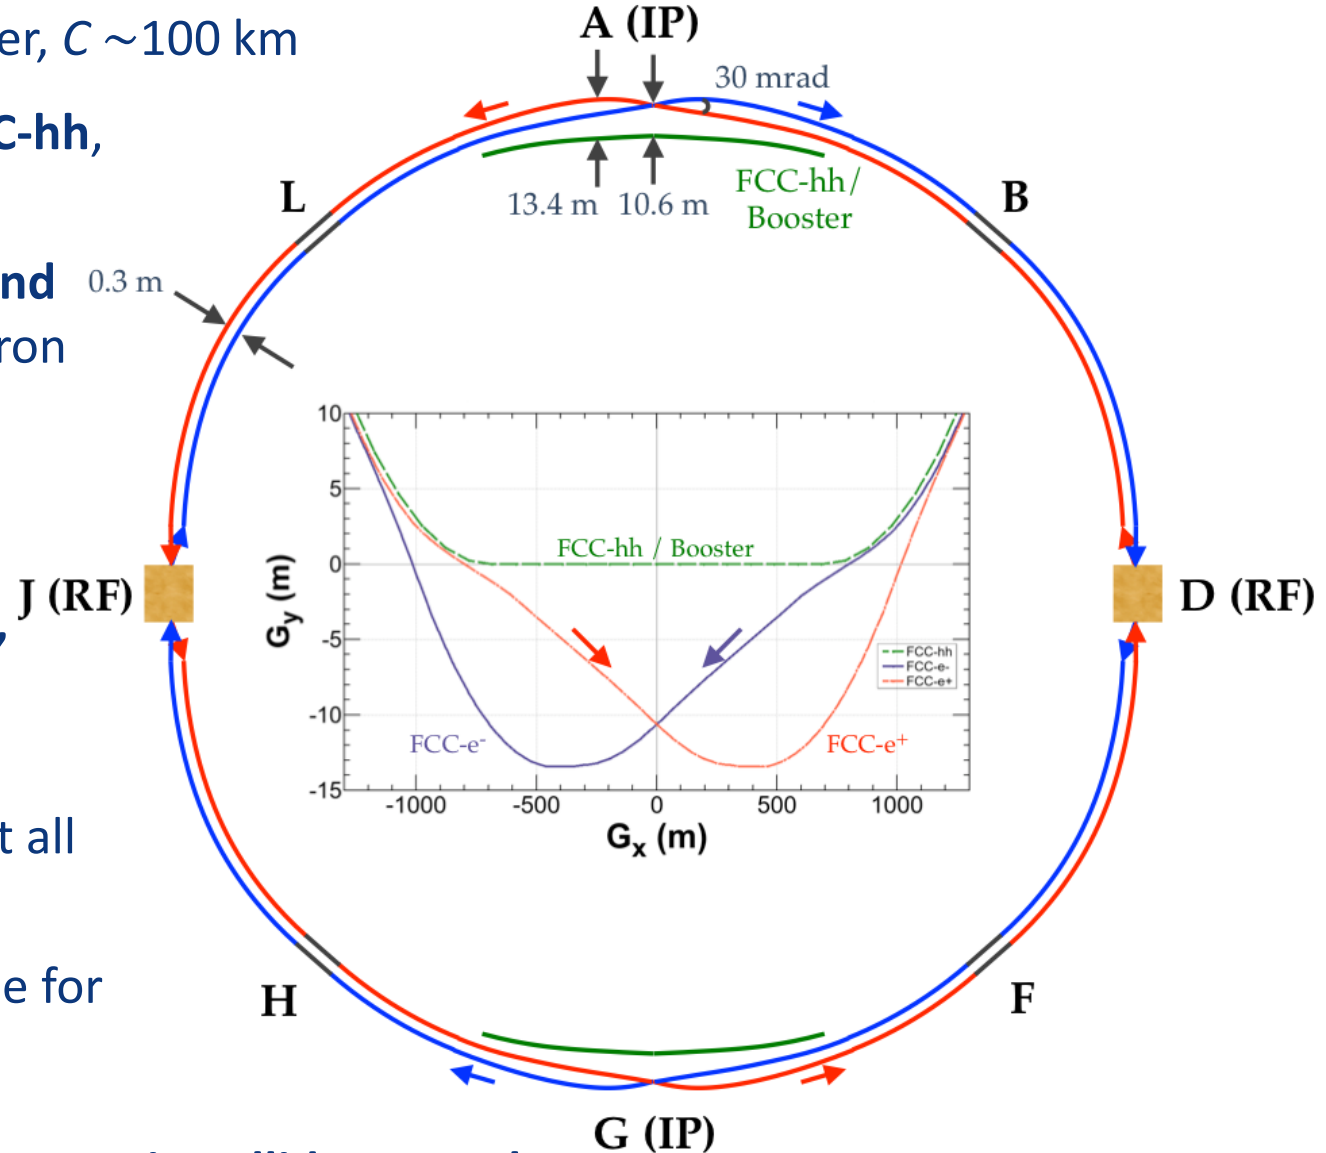 A (IP)
er, C ~100 km
30 mrad
C-hh,
L
13.4 m 10.6 m
FCC-hh/
Booster
B
nd
0.3 m
ron
10
5
0
-5
-10
-15
Gy (m)
FCC-hh / Booster
FCC-hh
FCC-e-
FCC-e+
FCC-e-
FCC-e+
-1000 -500 0 500 1000
Gx (m)
J (RF)
,
D (RF)
t all
e for
H
F
G (IP)